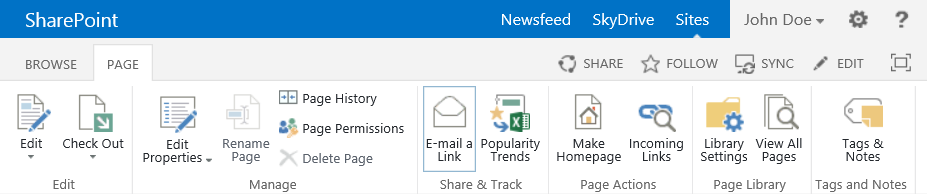 SharePoint Newsfeed SkyDrive Sites John Doe ?
BROWSE PAGE SHARE FOLLOW SYNC EDIT
Edit
Check Out
Edit
Properties
Rename
Page
Page History
Page Permissions
Delete Page
E-mail a
Link
Popularity
Trends
Make
Homepage
Incoming
Links
Library
Settings
View All
Pages
Tags &
Notes
Edit Manage Share & Track Page Actions Page Library Tags and Notes